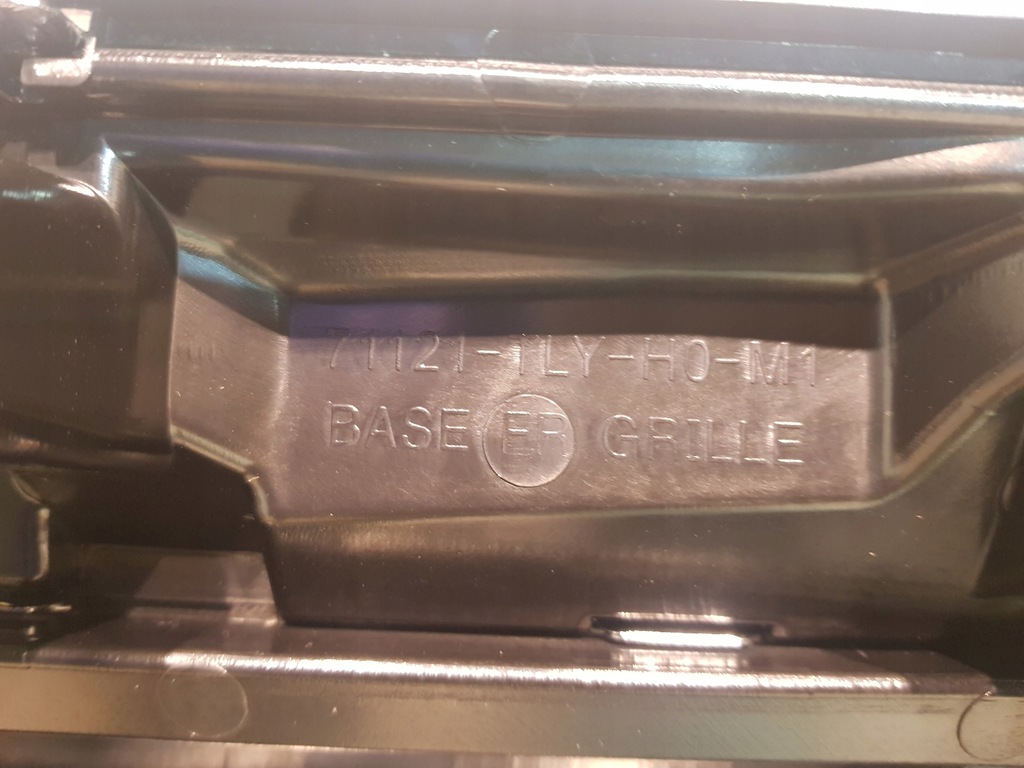 71121-TLY-H0-M1
BASE ER GRILLE